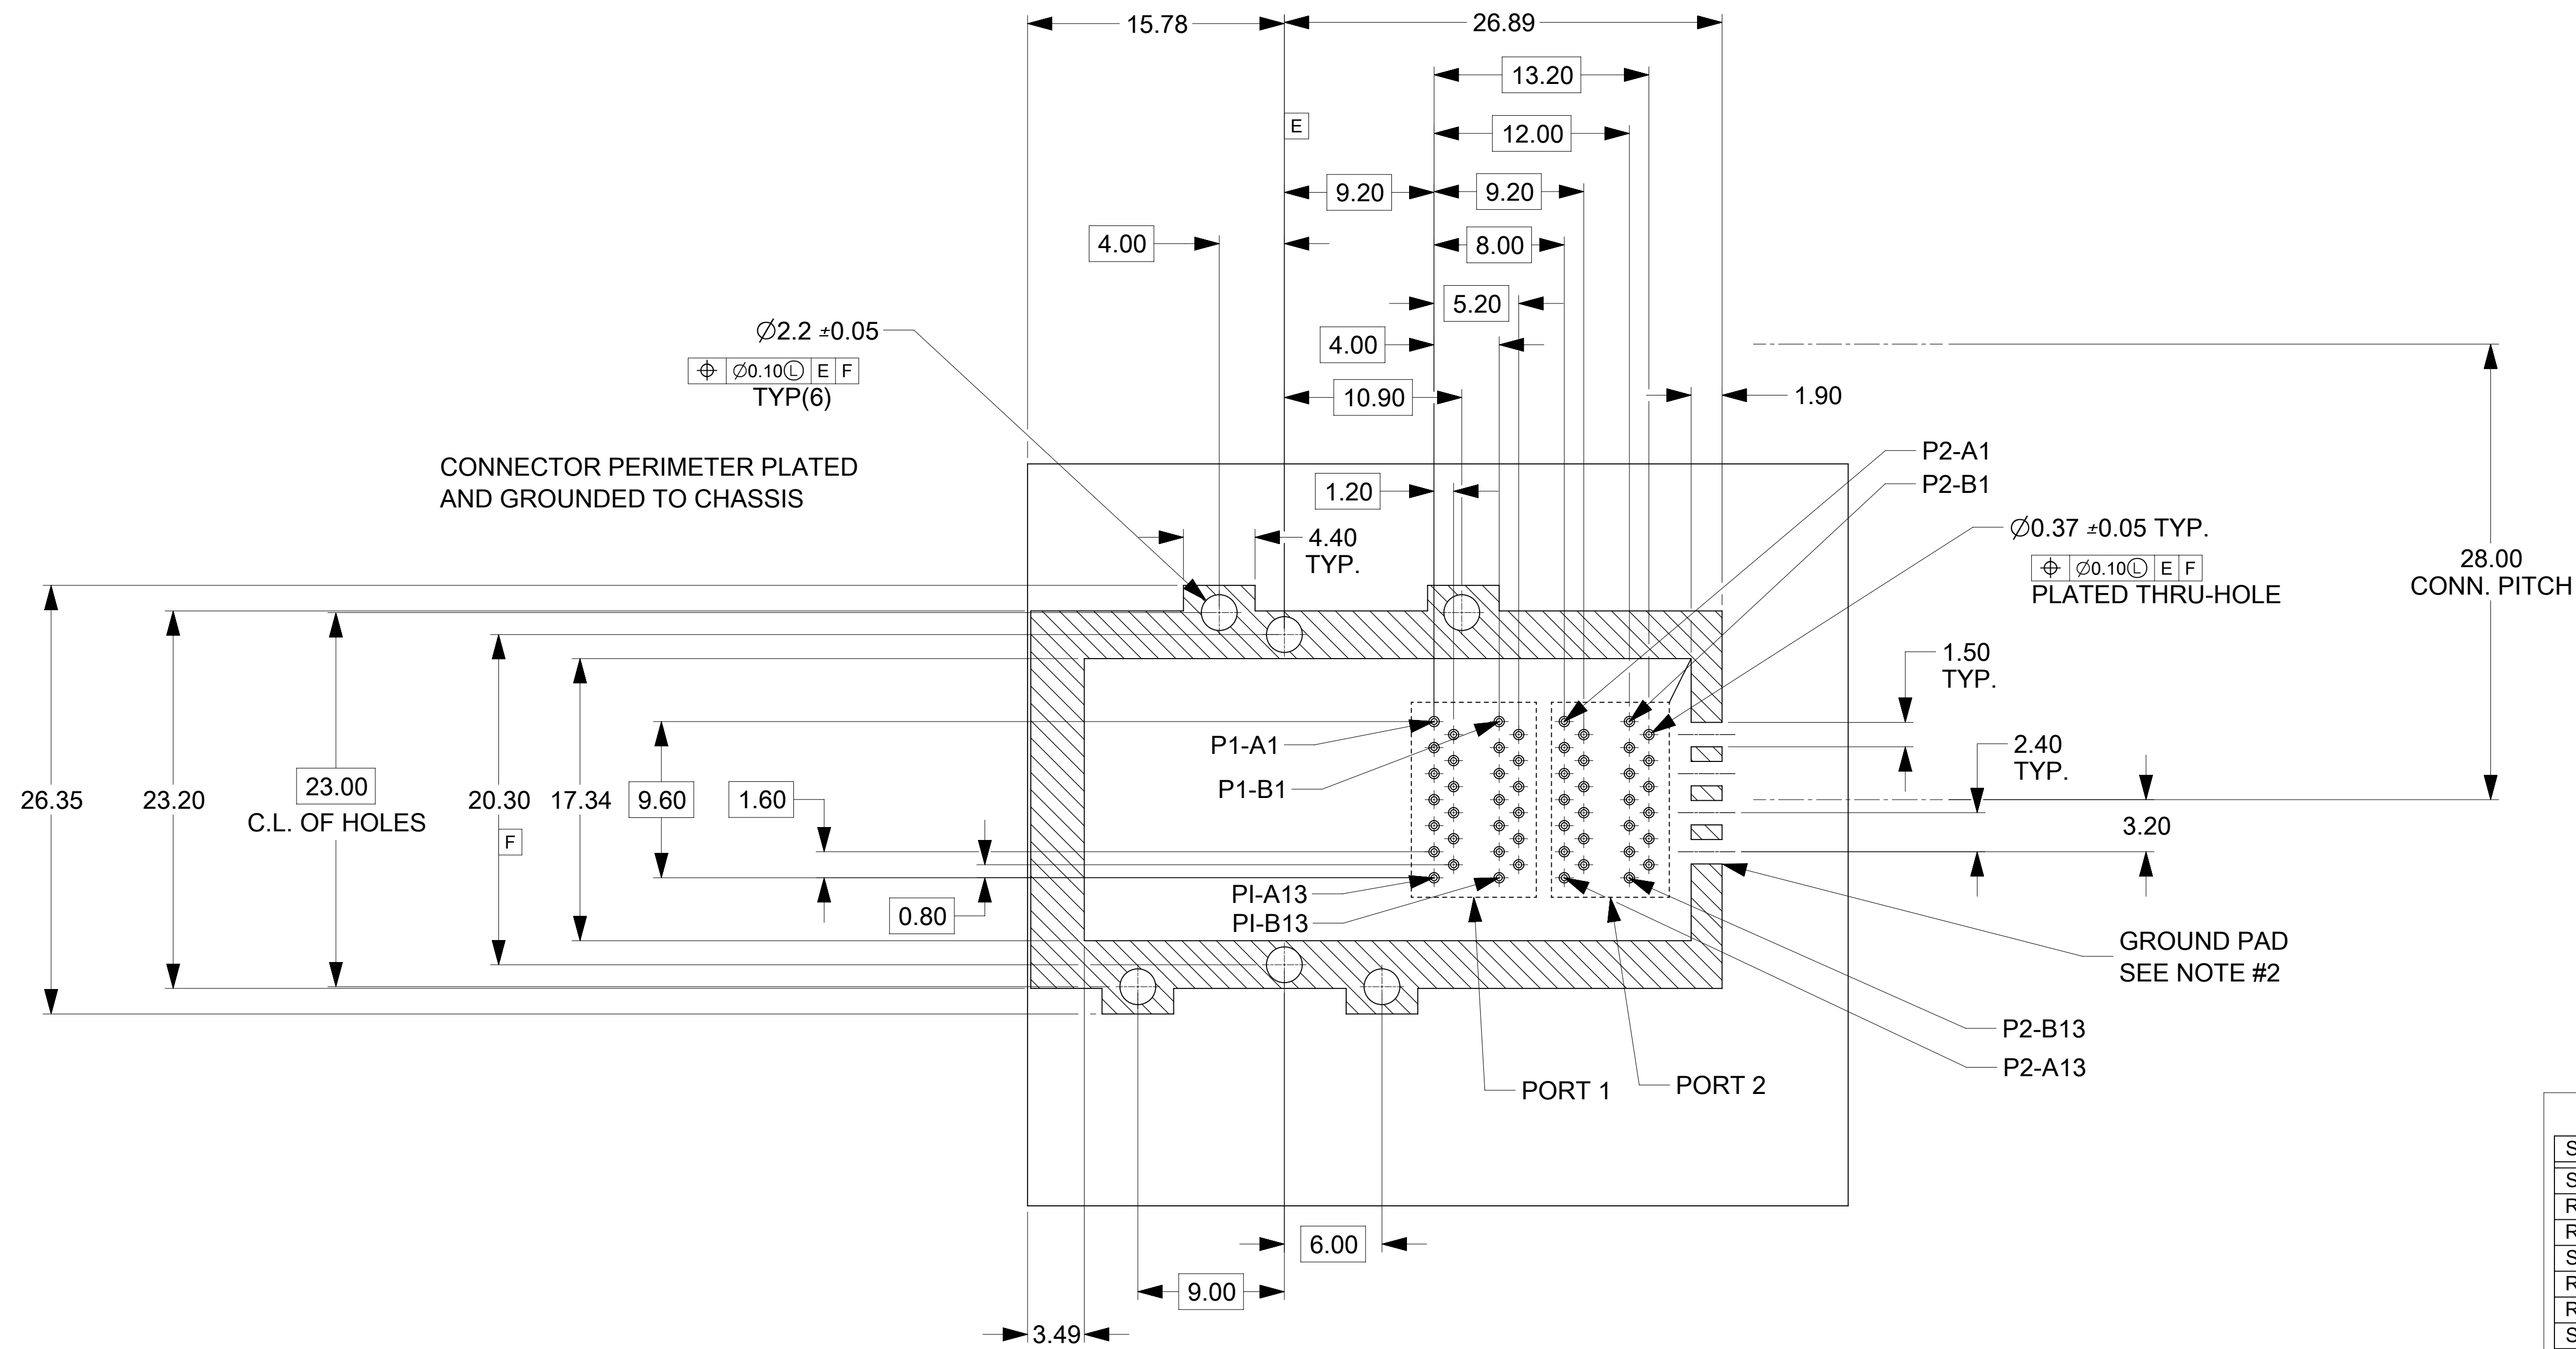 15.78
26.89
13.20
E
12.00
9.20
9.20
4.00
8.00
5.20
Ø2.2 ±0.05
4.00
⌖ Ø0.10Ⓛ E F
TYP(6)
10.90
1.90
P2-A1
CONNECTOR PERIMETER PLATED
AND GROUNDED TO CHASSIS
P2-B1
1.20
Ø0.37 ±0.05 TYP.
4.40
TYP.
⌖ Ø0.10Ⓛ E F
PLATED THRU-HOLE
28.00
CONN. PITCH
1.50
TYP.
P1-A1
2.40
TYP.
P1-B1
26.35
23.20
23.00
C.L. OF HOLES
20.30
F
17.34
9.60
1.60
3.20
PI-A13
0.80
PI-B13
GROUND PAD
SEE NOTE #2
P2-B13
P2-A13
PORT 1
PORT 2
6.00
9.00
3.49
S
S
R
R
S
R
R
S